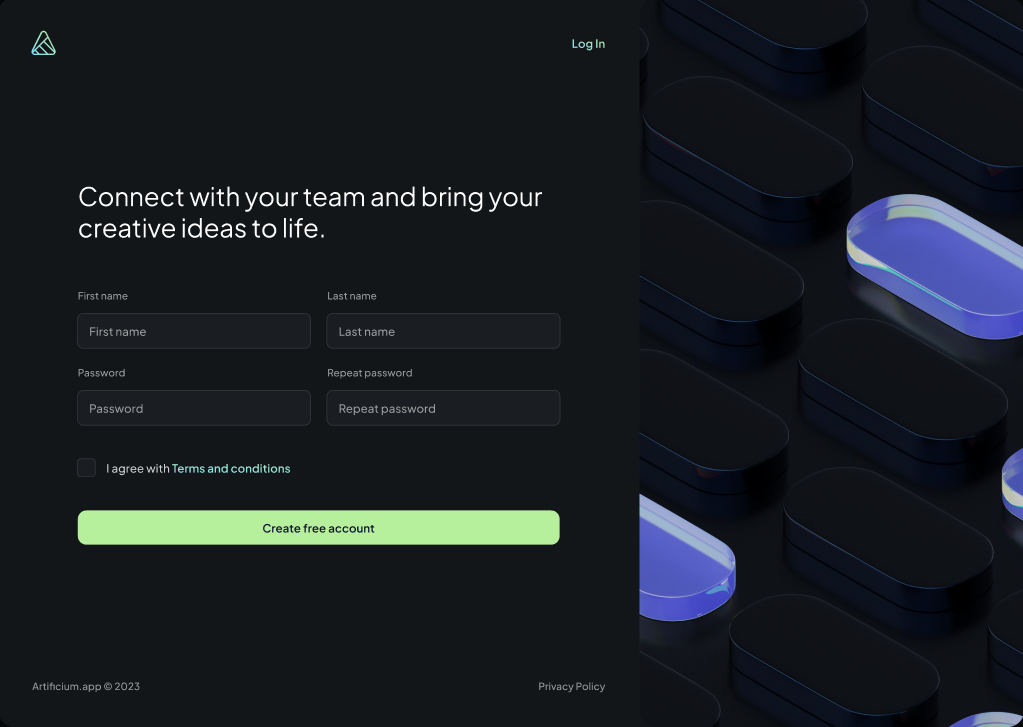 Log In
Connect with your team and bring your
creative ideas to life.
First name
Last name
First name
Last name
Password
Repeat password
Password
Repeat password
I agree with Terms and conditions
Create free account
Artificium.app © 2023
Privacy Policy